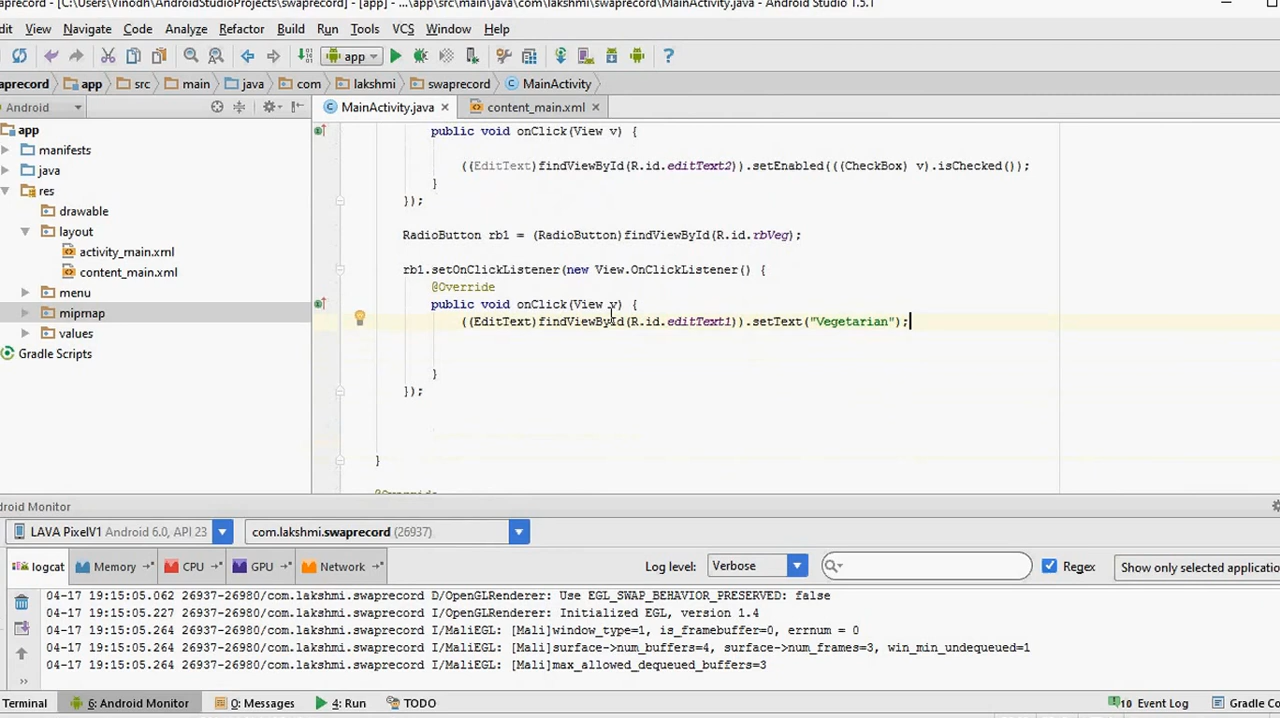 aprecord - [C:\Users\Vinodh\AndroidStudioProjects\swaprecord] - [app] - ...\app\src\main\java\com\lakshmi\swaprecord\MainActivity.java - Android Studio 1.5.1
dit View Navigate Code Analyze Refactor Build Run Tools VCS Window Help
app
aprecord app src main java com lakshmi swaprecord MainActivity
Android
MainActivity.java content_main.xml
app
manifests
java
res
drawable
layout
activity_main.xml
content_main.xml
menu
mipmap
values
Gradle Scripts
public void onClick(View v) {
((EditText)findViewById(R.id.editText2)).setEnabled(((CheckBox) v).isChecked());
}
});
RadioButton rb1 = (RadioButton)findViewById(R.id.rbVeg);
rb1.setOnClickListener(new View.OnClickListener() {
@Override
public void onClick(View v) {
((EditText)findViewById(R.id.editText1)).setText("Vegetarian");
}
});
}
@Override
droid Monitor
LAVA PixelV1 Android 6.0, API 23 com.lakshmi.swaprecord (26937)
logcat Memory CPU GPU Network Log level: Verbose Regex Show only selected applicatio
04-17 19:15:05.062 26937-26980/com.lakshmi.swaprecord D/OpenGLRenderer: Use EGL_SWAP_BEHAVIOR_PRESERVED: false
04-17 19:15:05.227 26937-26980/com.lakshmi.swaprecord I/OpenGLRenderer: Initialized EGL, version 1.4
04-17 19:15:05.264 26937-26980/com.lakshmi.swaprecord I/MaliEGL: [Mali]window_type=1, is_framebuffer=0, errnum = 0
04-17 19:15:05.264 26937-26980/com.lakshmi.swaprecord I/MaliEGL: [Mali]surface->num_buffers=4, surface->num_frames=3, win_min_undequeued=1
04-17 19:15:05.264 26937-26980/com.lakshmi.swaprecord I/MaliEGL: [Mali]max_allowed_dequeued_buffers=3
Terminal 6: Android Monitor 0: Messages 4: Run TODO 10 Event Log Gradle Co